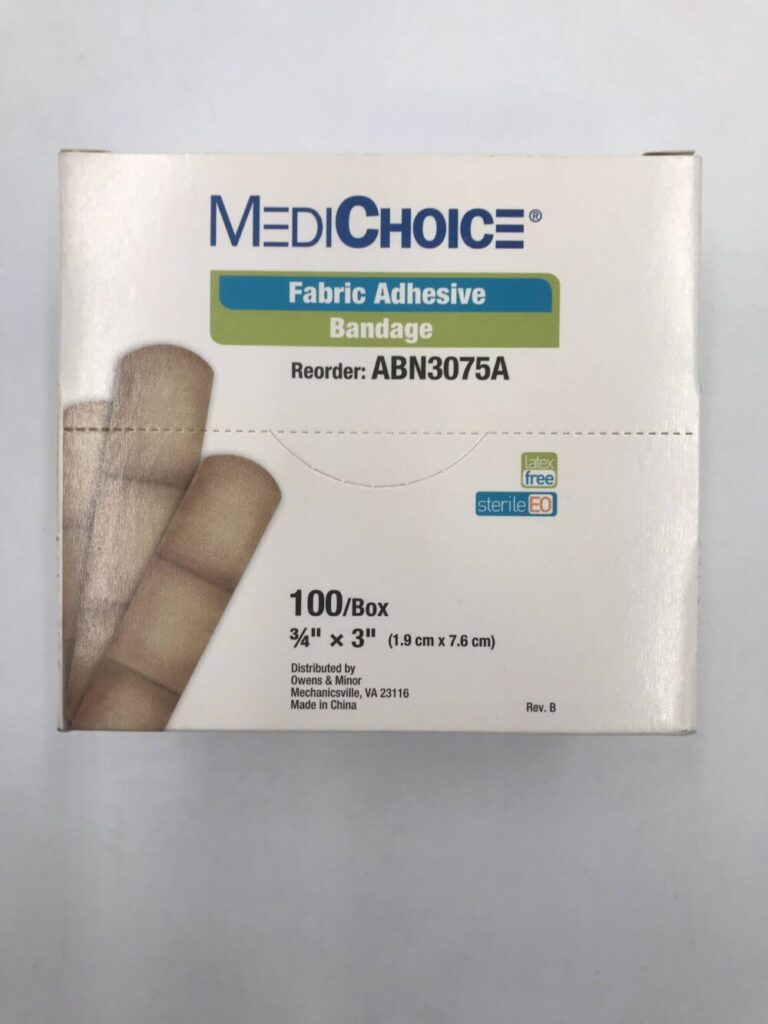 MEDICHOICE®
Fabric Adhesive
Bandage
Reorder: ABN3075A
latex
free
sterile EO
100/Box
¾" × 3" (1.9 cm x 7.6 cm)
Distributed by
Owens & Minor
Mechanicsville, VA 23116
Made in China
Rev. B